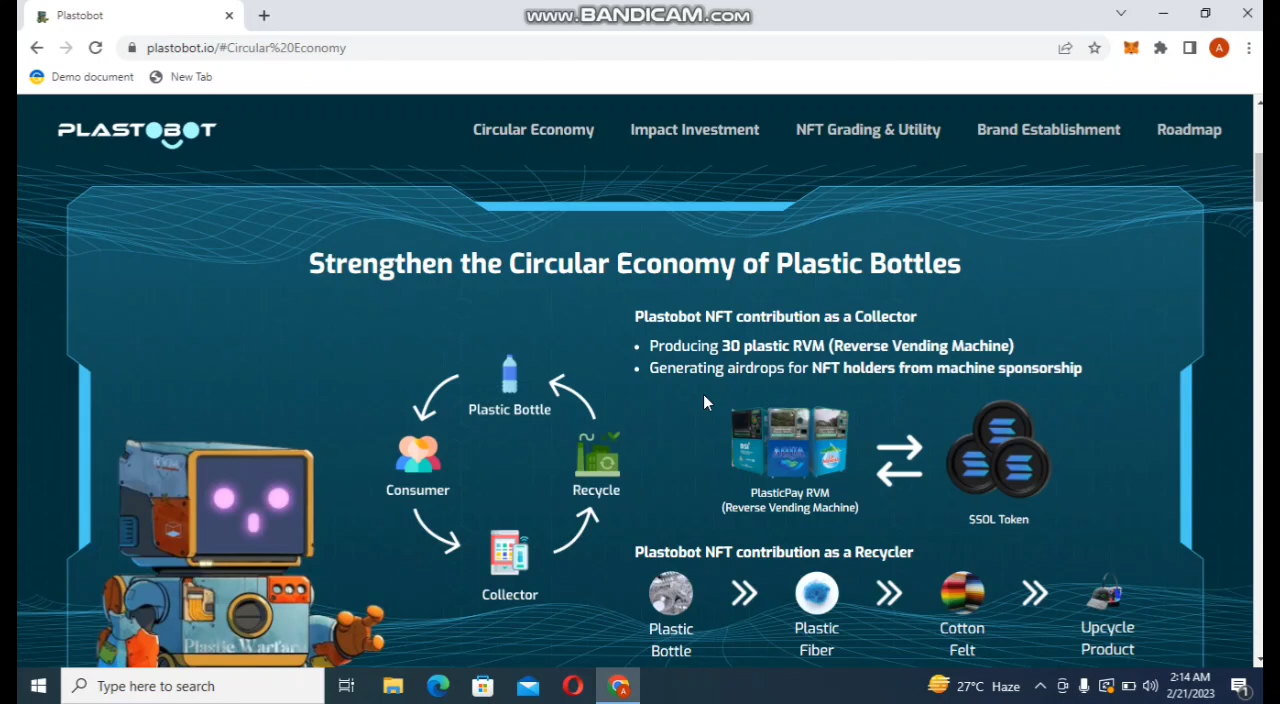 Plastobot
www.BANDICAM.com
plastobot.io/#Circular%20Economy
A
Demo document
New Tab
PLASTOBOT
Circular Economy
Impact Investment
NFT Grading & Utility
Brand Establishment
Roadmap
Strengthen the Circular Economy of Plastic Bottles
Plastobot NFT contribution as a Collector
• Producing 30 plastic RVM (Reverse Vending Machine)
• Generating airdrops for NFT holders from machine sponsorship
Plastic Bottle
Consumer
Recycle
Collector
PlasticPay RVM
(Reverse Vending Machine)
SSOL Token
Plastobot NFT contribution as a Recycler
Plastic
Bottle
Plastic
Fiber
Cotton
Felt
Upcycle
Product
RVM
Plastic Warfar
Type here to search
A
27°C Haze
2:14 AM
2/21/2023
1